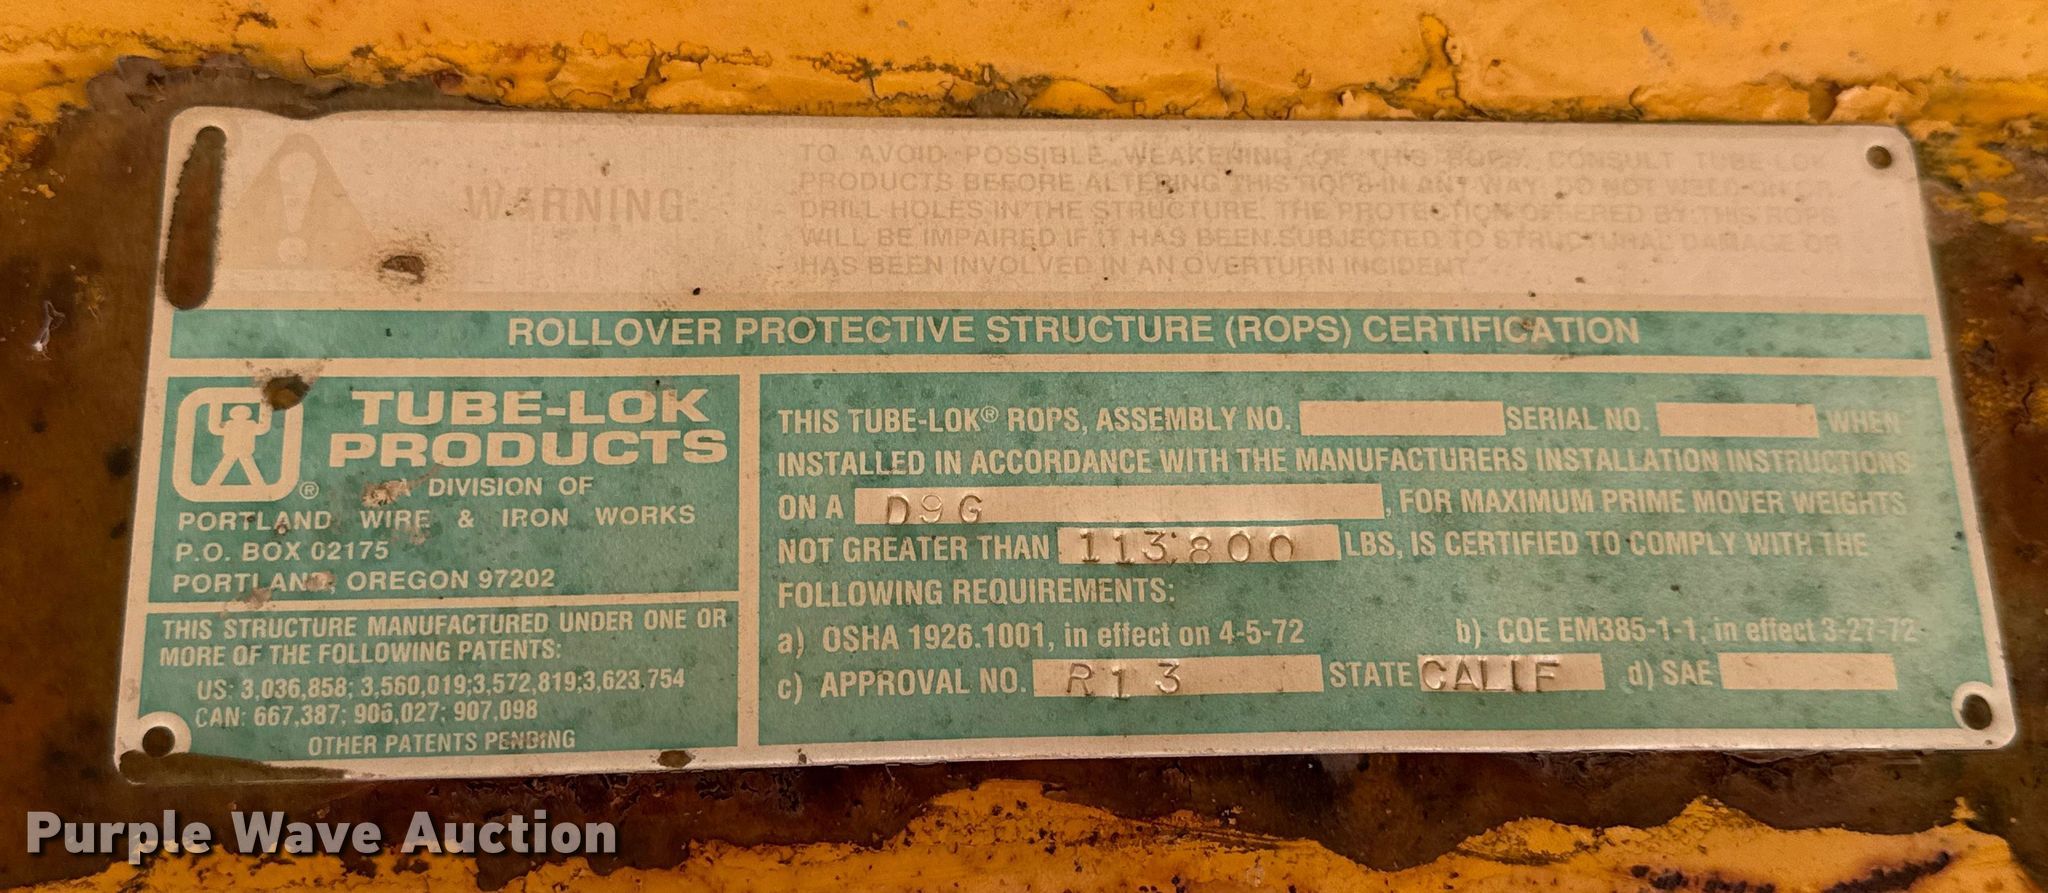 WARNING:
TO AVOID POSSIBLE WEAKENING OF THIS ROPS, CONSULT TUBE-LOK
PRODUCTS BEFORE ALTERING THIS ROPS IN ANY WAY. DO NOT WELD ON OR
DRILL HOLES IN THE STRUCTURE. THE PROTECTION OFFERED BY THIS ROPS
WILL BE IMPAIRED IF IT HAS BEEN SUBJECTED TO STRUCTURAL DAMAGE OR
HAS BEEN INVOLVED IN AN OVERTURN INCIDENT.
ROLLOVER PROTECTIVE STRUCTURE (ROPS) CERTIFICATION
TUBE-LOK
PRODUCTS
®
A DIVISION OF
PORTLAND WIRE & IRON WORKS
P.O. BOX 02175
PORTLAND, OREGON 97202
THIS STRUCTURE MANUFACTURED UNDER ONE OR
MORE OF THE FOLLOWING PATENTS:
US: 3,036,858; 3,560,019;3,572,819;3,623,754
CAN: 667,387; 906,027; 907,098
OTHER PATENTS PENDING
THIS TUBE-LOK® ROPS, ASSEMBLY NO. SERIAL NO. WHEN
INSTALLED IN ACCORDANCE WITH THE MANUFACTURERS INSTALLATION INSTRUCTIONS
ON A D9G, FOR MAXIMUM PRIME MOVER WEIGHTS
NOT GREATER THAN 113,800 LBS, IS CERTIFIED TO COMPLY WITH THE
FOLLOWING REQUIREMENTS:
a) OSHA 1926.1001, in effect on 4-5-72 b) COE EM385-1-1, in effect 3-27-72
c) APPROVAL NO. R13 STATE CALIF d) SAE
Purple Wave Auction